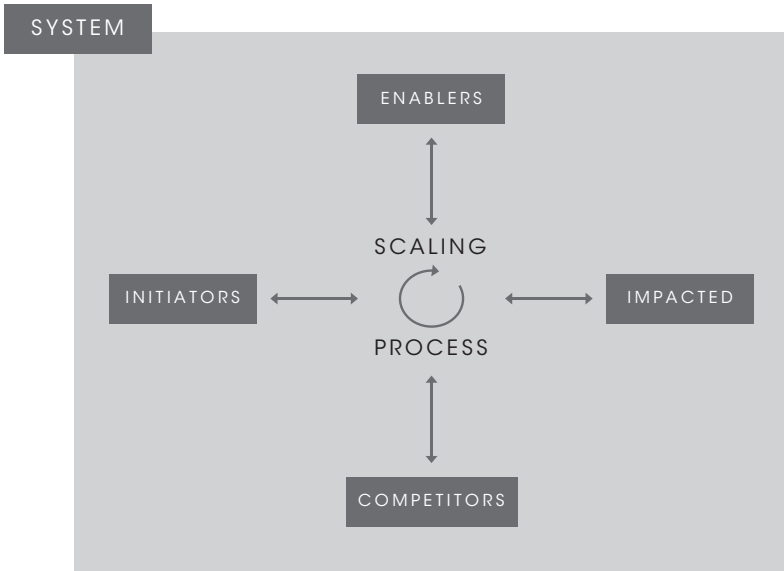 SYSTEM
ENABLERS
SCALING
INITIATORS
IMPACTED
PROCESS
COMPETITORS